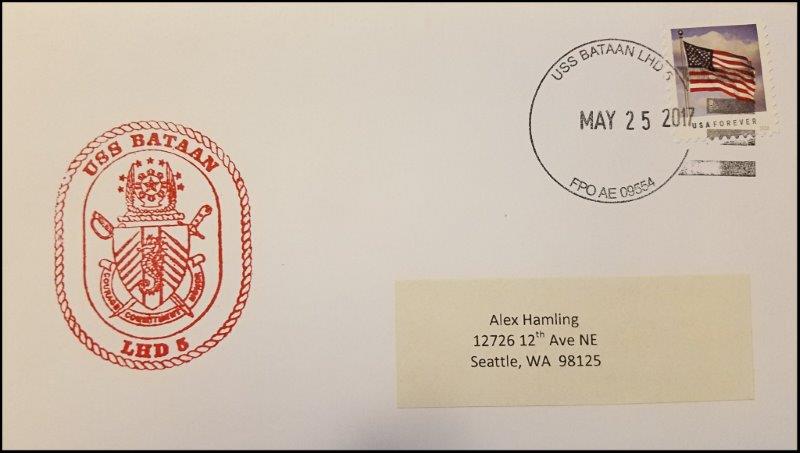 USS BATAAN
COURAGE COMMITMENT HONOR
LHD 5
USS BATAAN LHD 5
MAY 25 2017
FPO AE 09554
USA FOREVER
Alex Hamling
12726 12th Ave NE
Seattle, WA 98125